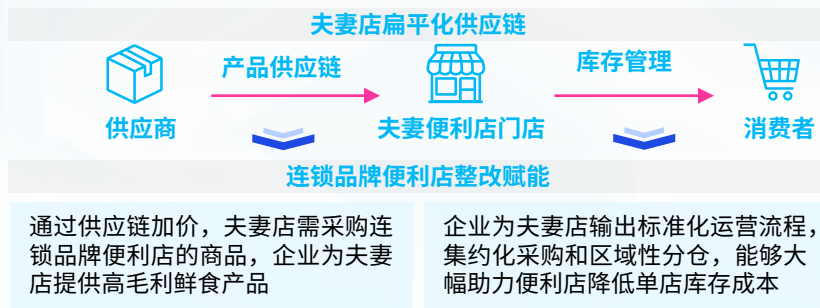 夫妻店扁平化供应链
产品供应链
库存管理
供应商
夫妻便利店门店
消费者
连锁品牌便利店整改赋能
通过供应链加价，夫妻店需采购连
锁品牌便利店的商品，企业为夫妻
店提供高毛利鲜食产品
企业为夫妻店输出标准化运营流程，
集约化采购和区域性分仓，能够大
幅助力便利店降低单店库存成本